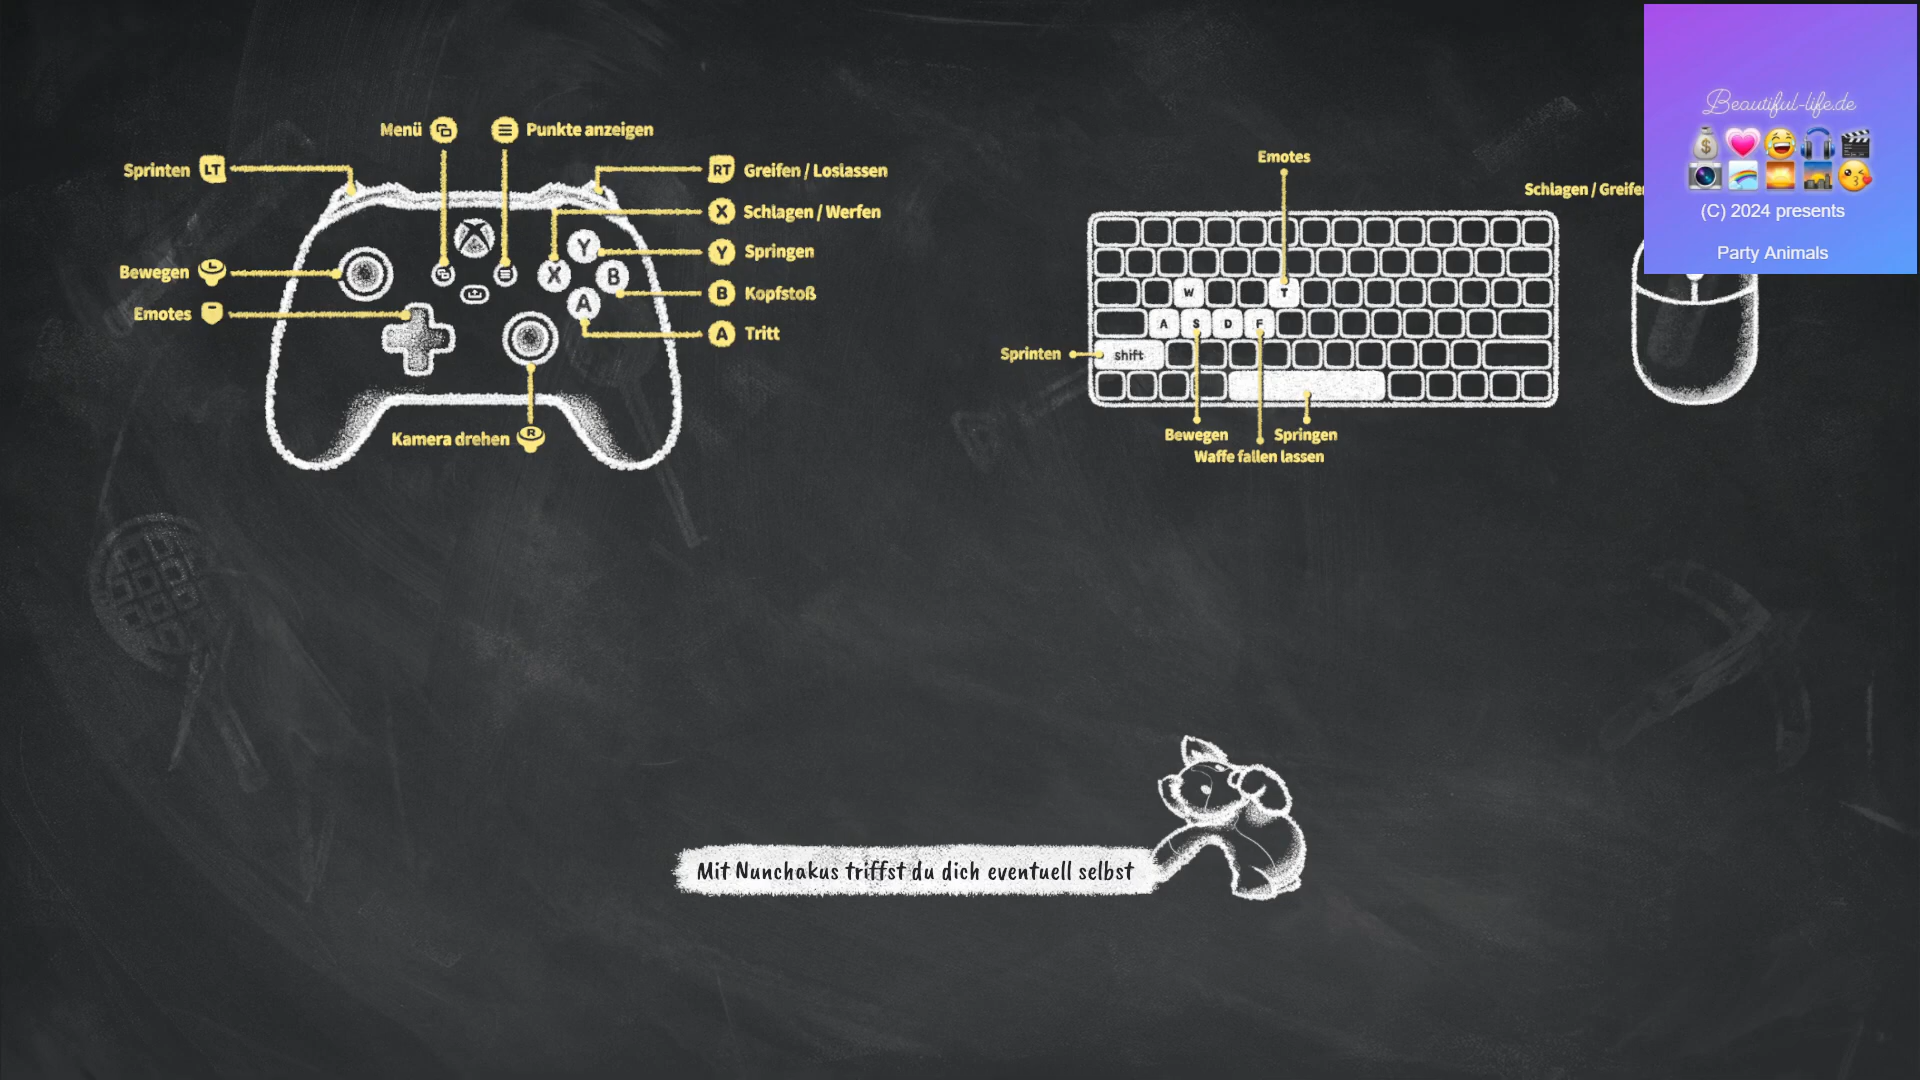 Menü
Punkte anzeigen
Sprinten LT
RT Greifen / Loslassen
X Schlagen / Werfen
Y Springen
B Kopfstoß
A Tritt
Bewegen L
Emotes
Y
X
B
A
Kamera drehen R
Emotes
Schlagen / Greifen
W
T
A
S
D
F
Sprinten
shift
Bewegen
Springen
Waffe fallen lassen
Beautiful-life.de
(C) 2024 presents
Party Animals
Mit Nunchakus triffst du dich eventuell selbst